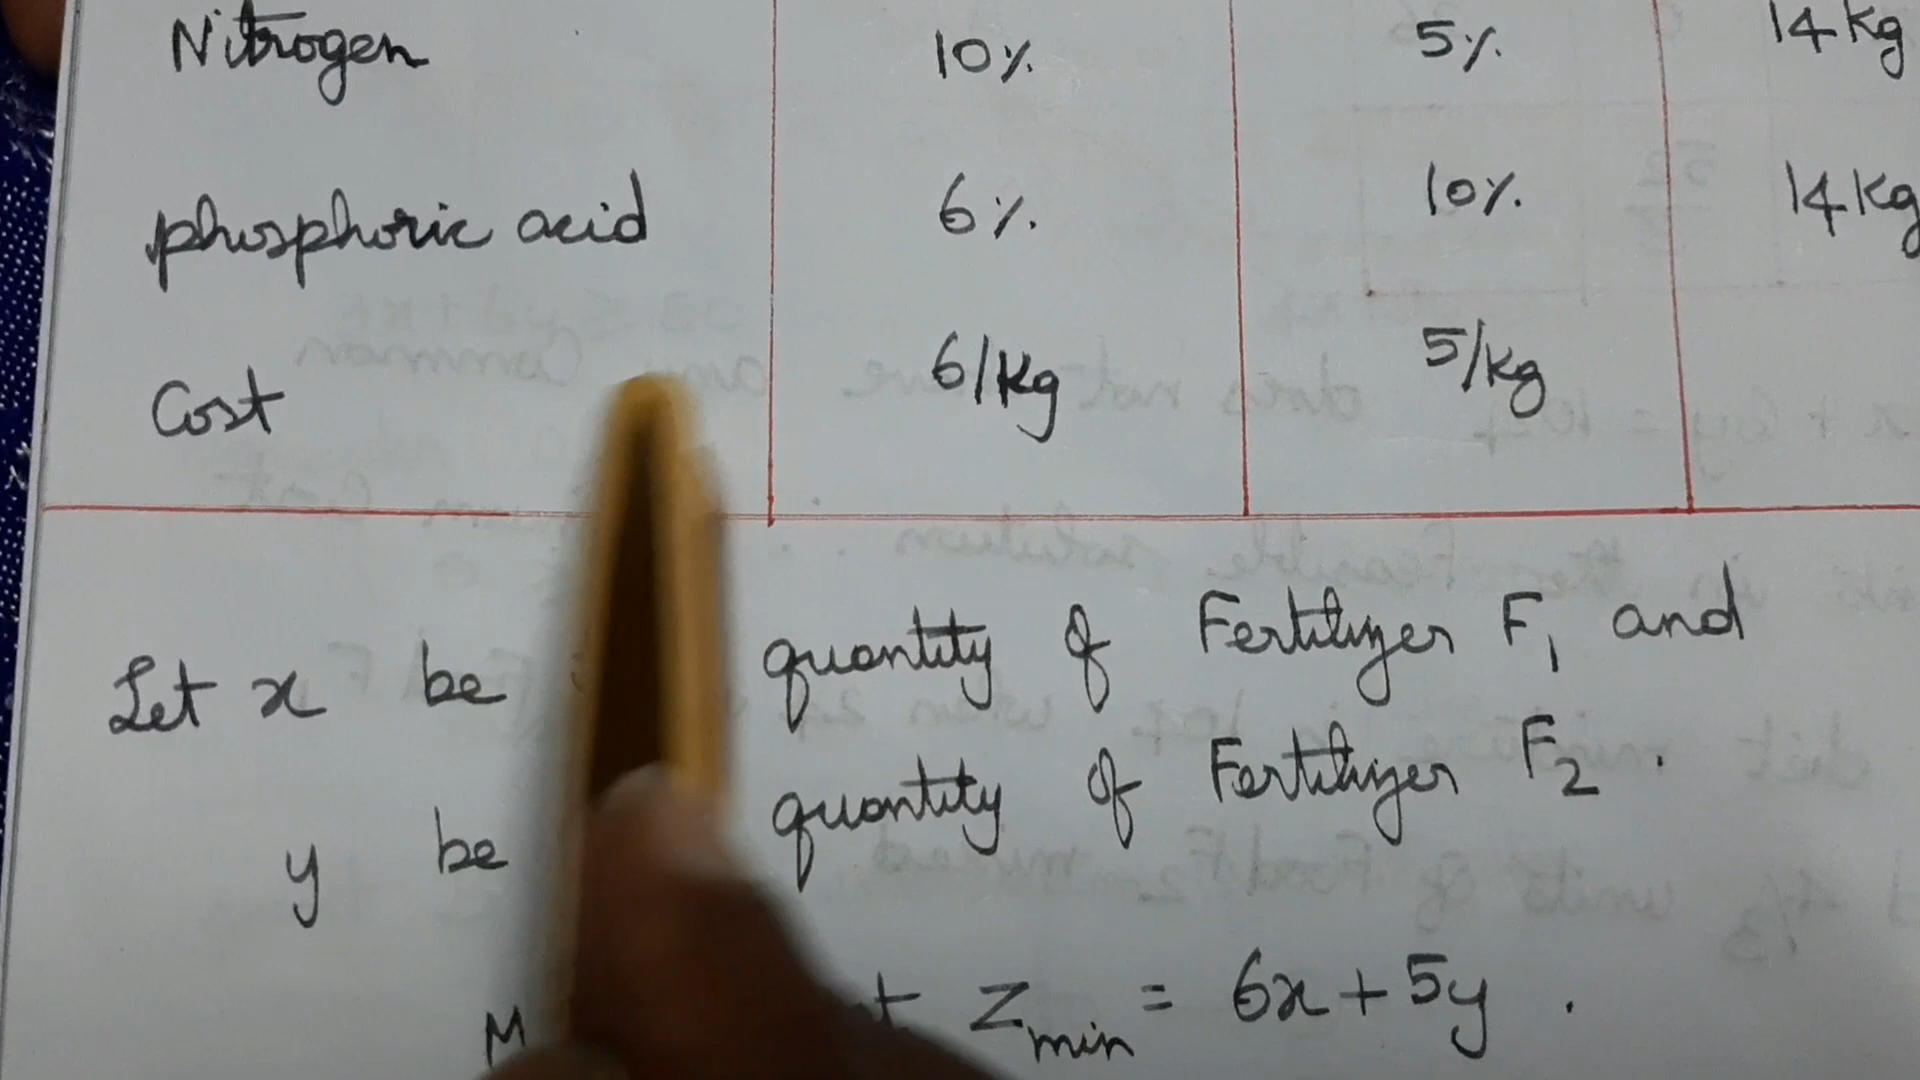 Nitrogen 10% 5% 14 kg
phosphoric acid 6% 10% 14 kg
Cost 6/kg 5/kg
Let x be quantity of Fertilizer F1 and
y be quantity of Fertilizer F2.
Zmin = 6x + 5y.